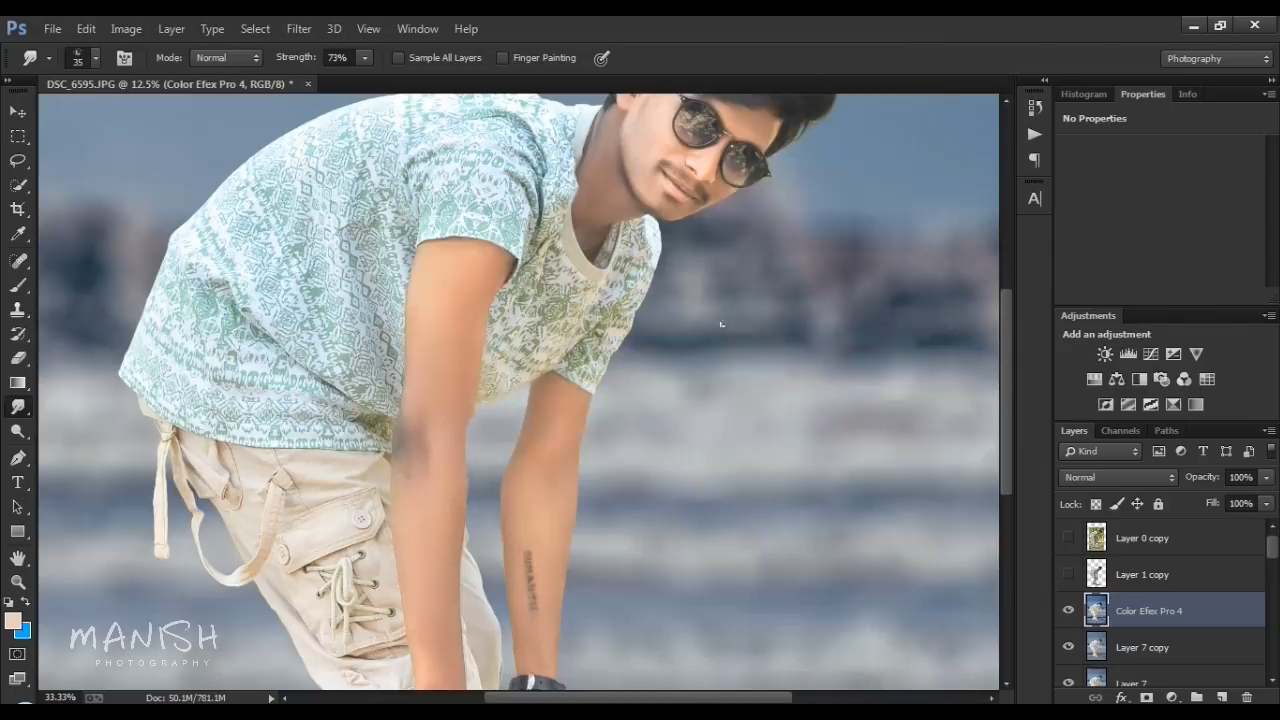 Ps File Edit Image Layer Type Select Filter 3D View Window Help
35 Mode: Normal Strength: 73% Sample All Layers Finger Painting Photography
DSC_6595.JPG @ 12.5% (Color Efex Pro 4, RGB/8) *
Histogram Properties Info
No Properties
Adjustments
Add an adjustment
Layers Channels Paths
Kind
Normal Opacity: 100%
Lock: Fill: 100%
Layer 0 copy
Layer 1 copy
Color Efex Pro 4
Layer 7 copy
Layer 7
MANISH
PHOTOGRAPHY
33.33% Doc: 50.1M/781.1M